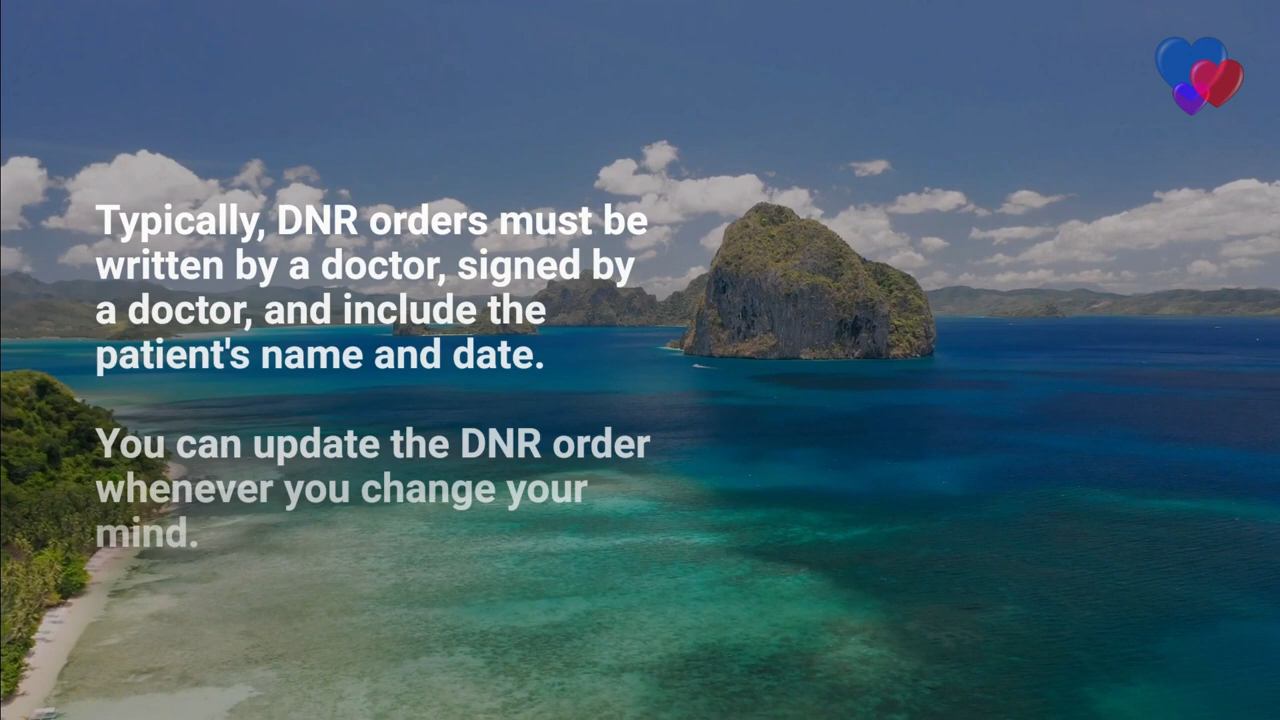 Typically, DNR orders must be
written by a doctor, signed by
a doctor, and include the
patient's name and date.
You can update the DNR order
whenever you change your
mind.